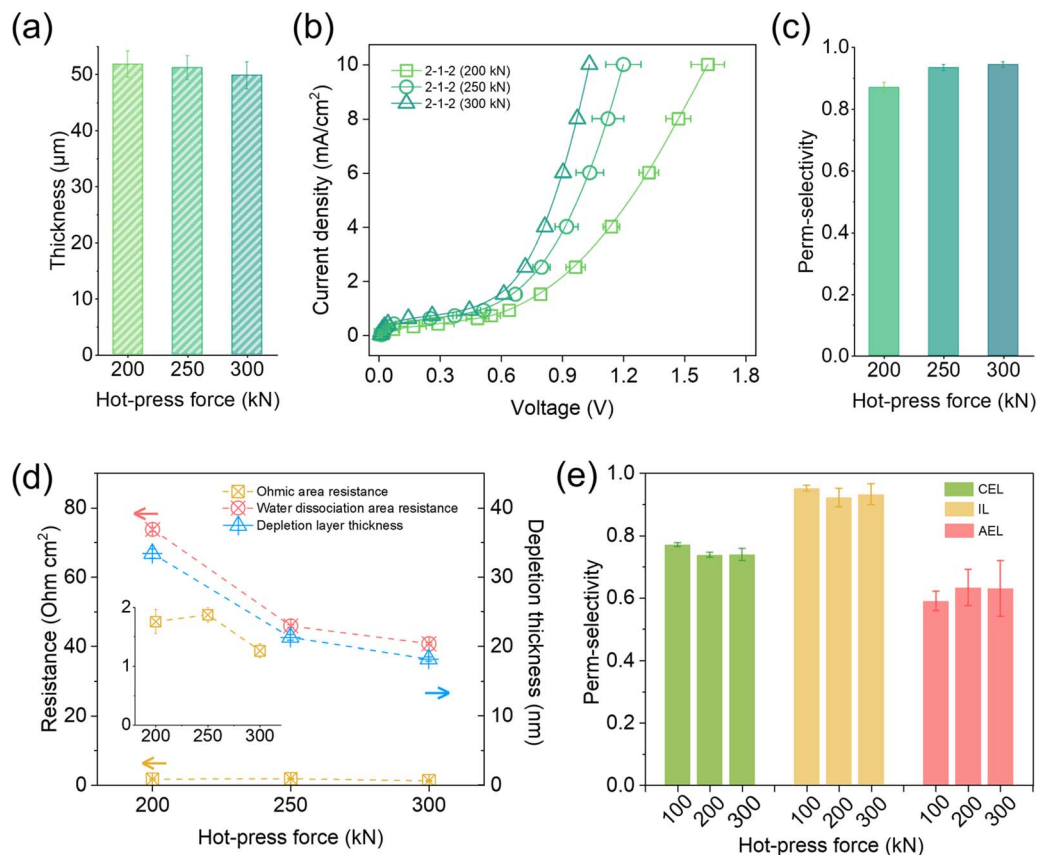 (a)
Thickness (μm)
50
40
30
20
10
0
200 250 300
Hot-press force (kN)
(b)
Current density (mA/cm²)
10
8
6
4
2
0
2-1-2 (200 kN)
2-1-2 (250 kN)
2-1-2 (300 kN)
0.0 0.3 0.6 0.9 1.2 1.5 1.8
Voltage (V)
(c)
Perm-selectivity
1.0
0.8
0.6
0.4
0.2
0.0
200 250 300
Hot-press force (kN)
(d)
Resistance (Ohm cm²)
80
60
40
20
0
Ohmic area resistance
Water dissociation area resistance
Depletion layer thickness
2
1
0
200 250 300
40
30
20
10
0
Depletion thickness (nm)
200 250 300
Hot-press force (kN)
(e)
Perm-selectivity
1.0
0.8
0.6
0.4
0.2
0.0
CEL
IL
AEL
100 200 300 100 200 300 100 200 300
Hot-press force (kN)